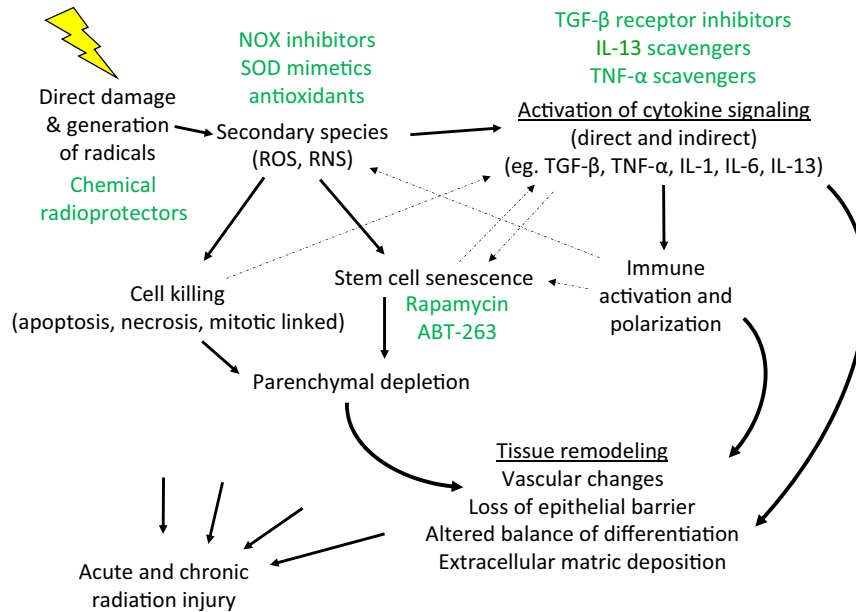 NOX inhibitors
SOD mimetics
antioxidants
TGF-β receptor inhibitors
IL-13 scavengers
TNF-α scavengers
Direct damage
& generation
of radicals
Chemical
radioprotectors
Secondary species
(ROS, RNS)
Activation of cytokine signaling
(direct and indirect)
(eg. TGF-β, TNF-α, IL-1, IL-6, IL-13)
Cell killing
(apoptosis, necrosis, mitotic linked)
Stem cell senescence
Rapamycin
ABT-263
Immune
activation and
polarization
Parenchymal depletion
Tissue remodeling
Vascular changes
Loss of epithelial barrier
Altered balance of differentiation
Extracellular matric deposition
Acute and chronic
radiation injury